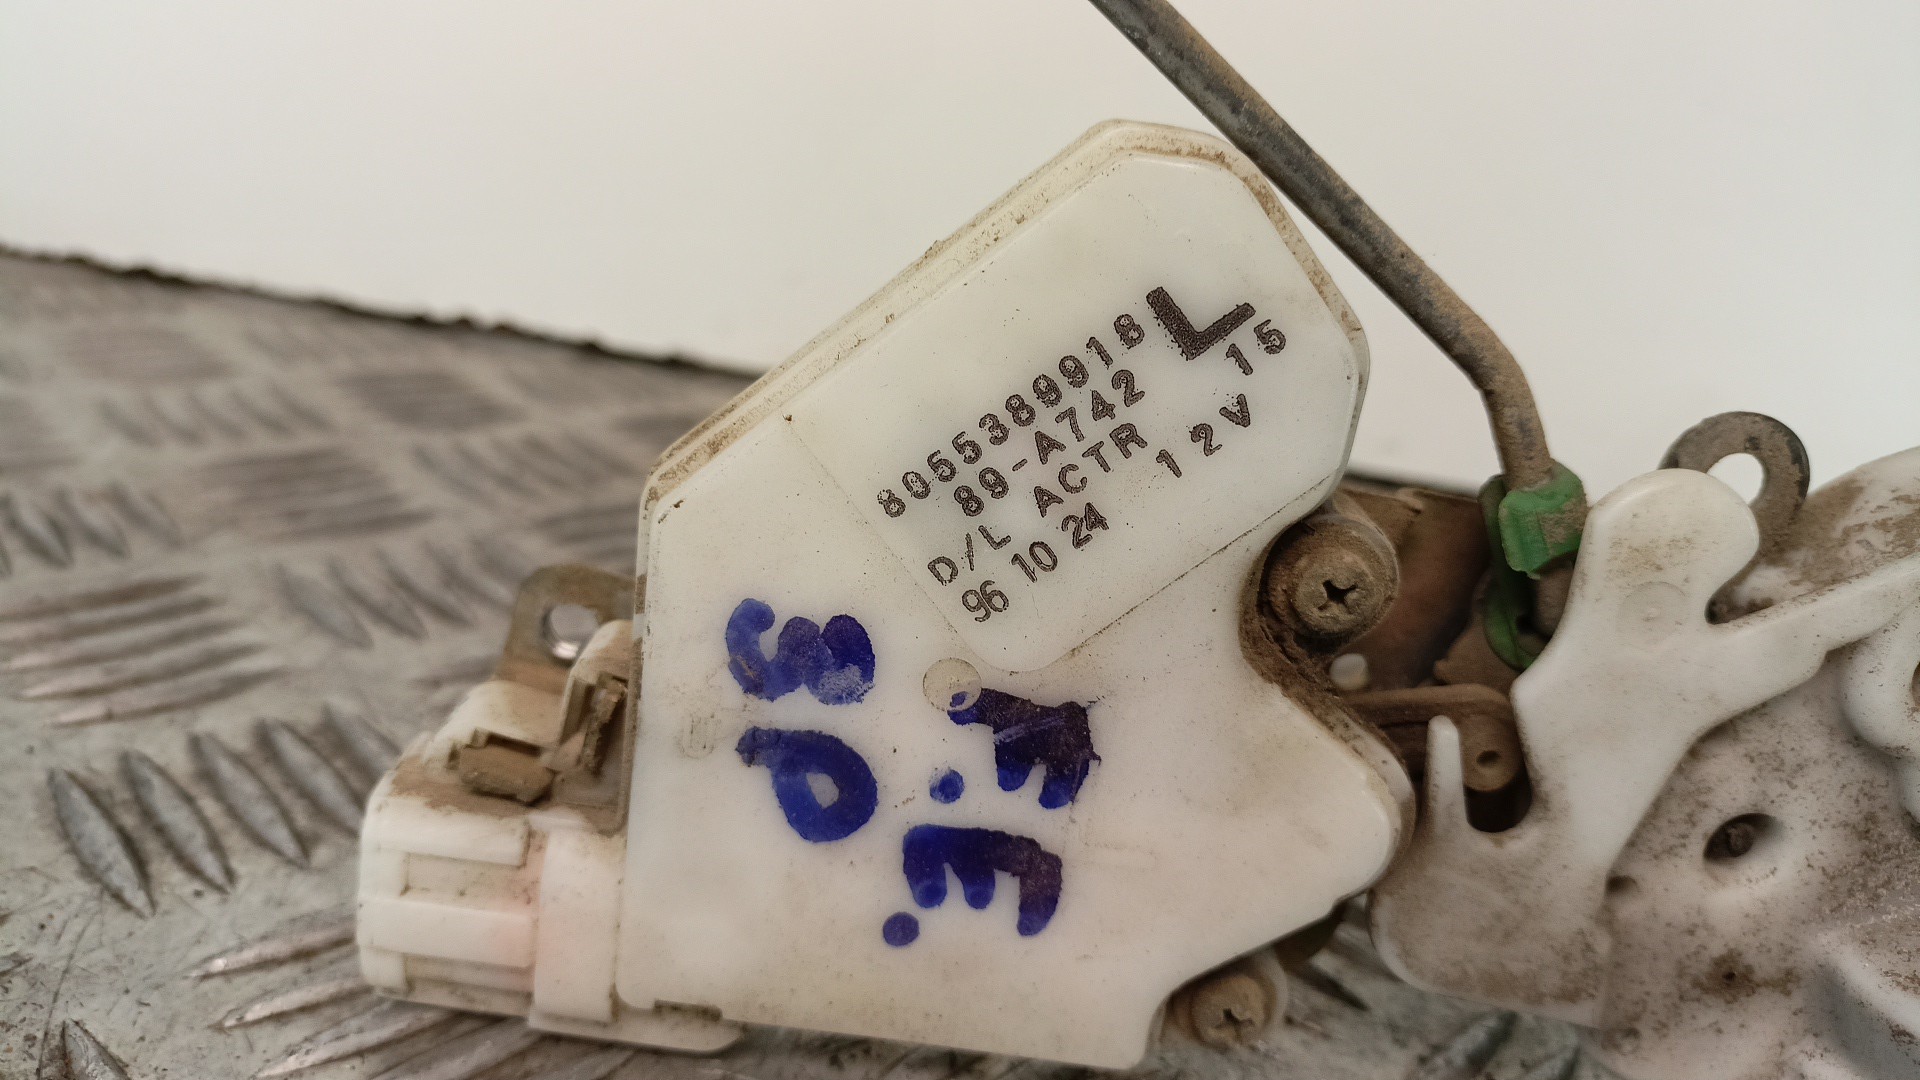 8055389918 L
89-A742 15
D/L ACTR 12V
96 10 24